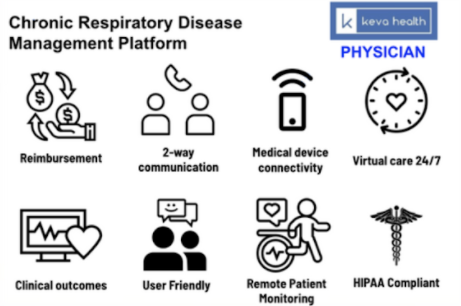 Chronic Respiratory Disease
Management Platform
k keva health
PHYSICIAN
Reimbursement
2-way
communication
Medical device
connectivity
Virtual care 24/7
Clinical outcomes
User Friendly
Remote Patient
Monitoring
HIPAA Compliant